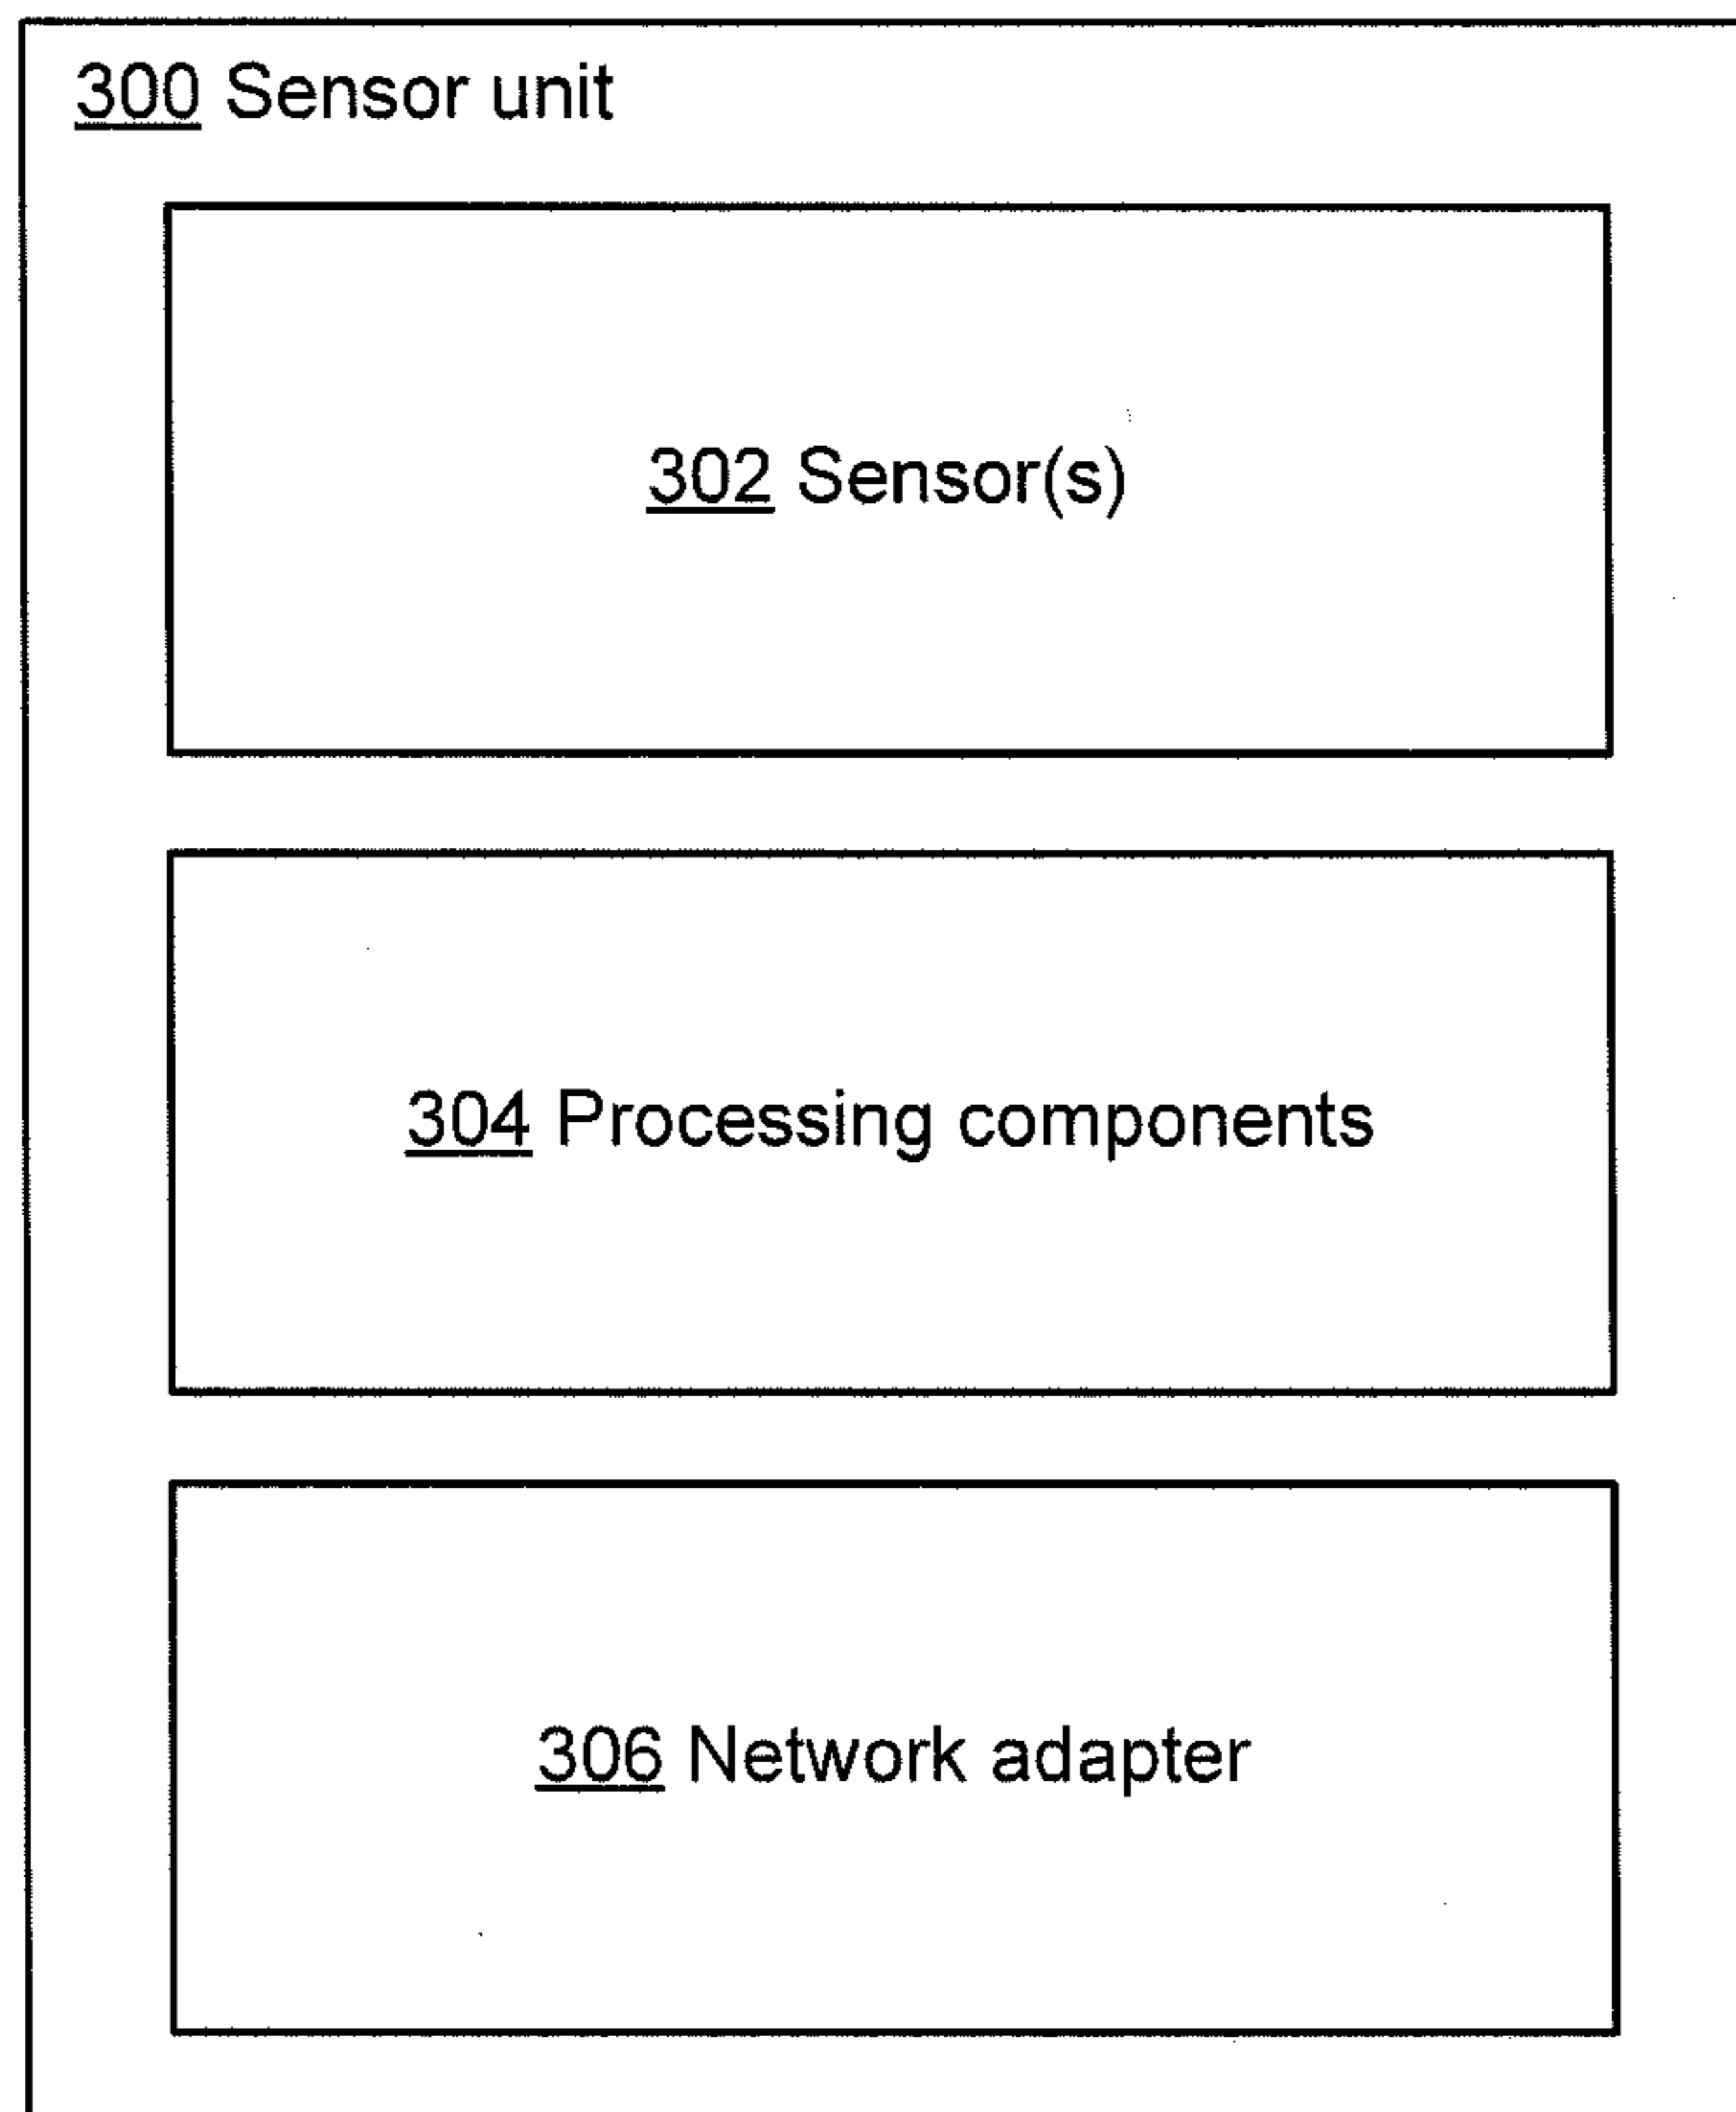 300 Sensor unit
302 Sensor(s)
304 Processing components
306 Network adapter